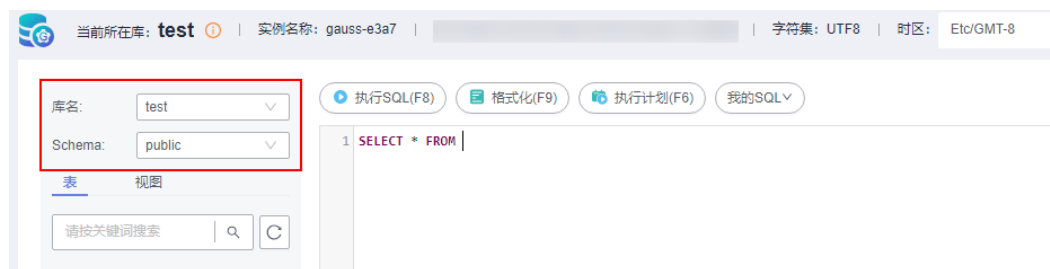 当前所在库: test | 实例名称: gauss-e3a7 | | 字符集: UTF8 | 时区: Etc/GMT-8
库名: test
Schema: public
表 视图
请按关键词搜索
执行SQL(F8) 格式化(F9) 执行计划(F6) 我的SQL
1 SELECT * FROM